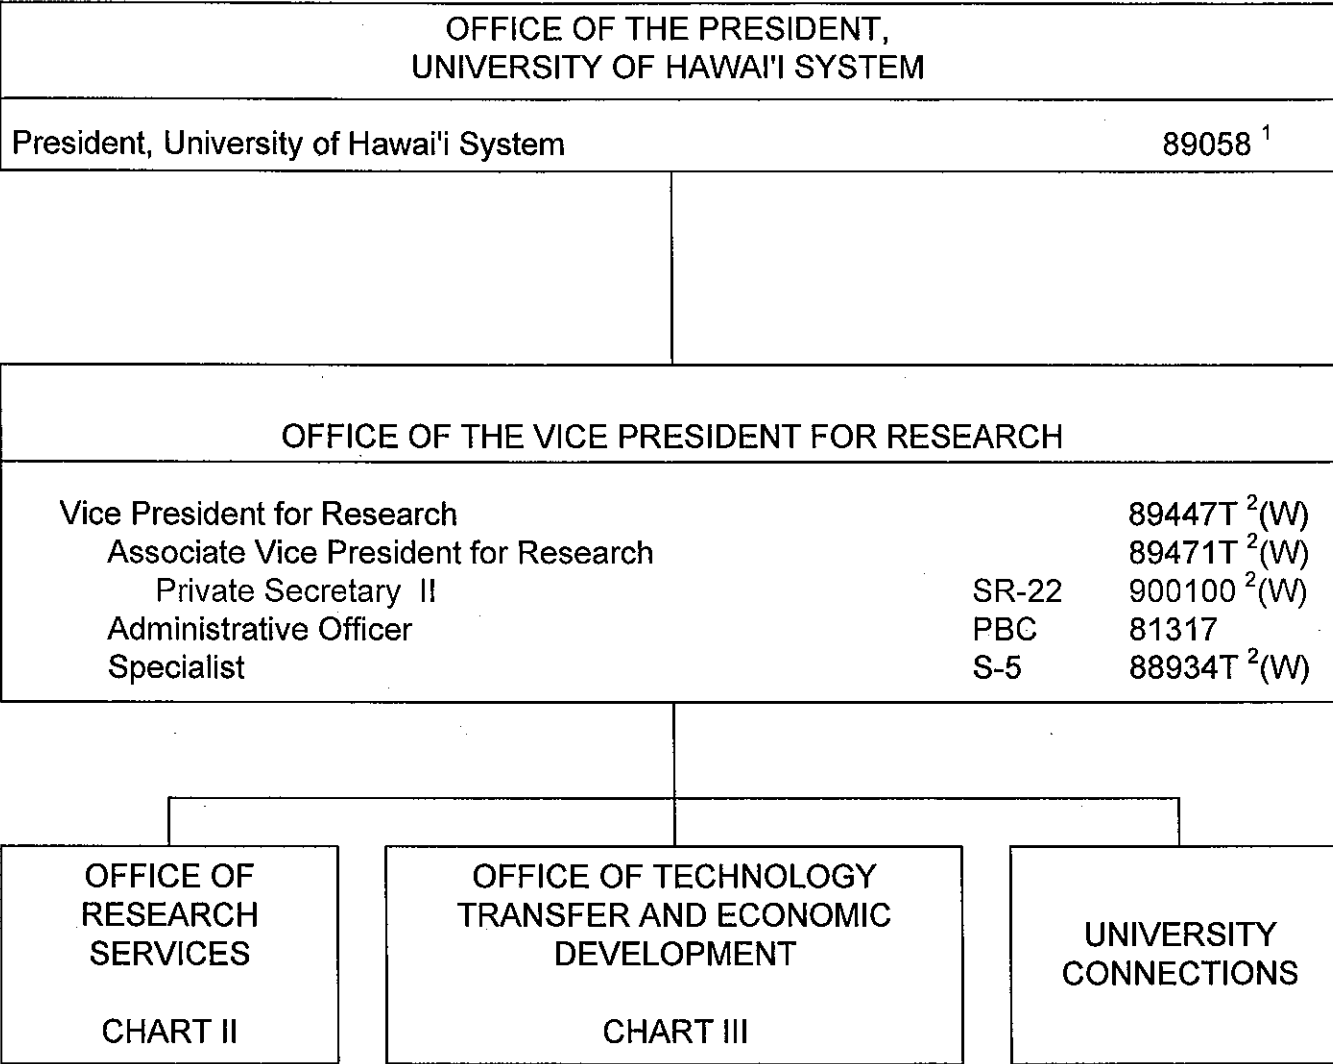 OFFICE OF THE PRESIDENT,
UNIVERSITY OF HAWAI'I SYSTEM
President, University of Hawai'i System 89058 1
OFFICE OF THE VICE PRESIDENT FOR RESEARCH
Vice President for Research 89447T 2(W)
Associate Vice President for Research 89471T 2(W)
Private Secretary II SR-22 900100 2(W)
Administrative Officer PBC 81317
Specialist S-5 88934T 2(W)
OFFICE OF
RESEARCH
SERVICES
CHART II
OFFICE OF TECHNOLOGY
TRANSFER AND ECONOMIC
DEVELOPMENT
CHART III
UNIVERSITY
CONNECTIONS